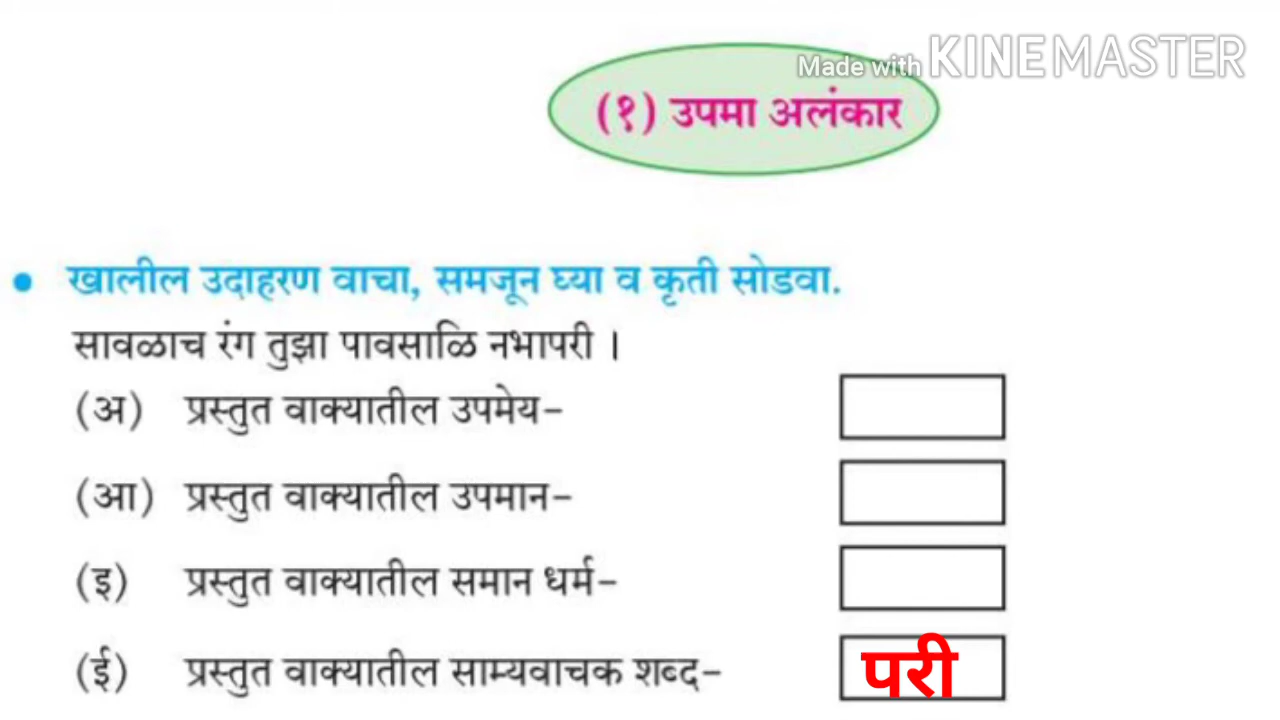 Made with KINEMASTER
(१) उपमा अलंकार
• खालील उदाहरण वाचा, समजून घ्या व कृती सोडवा.
सावळाच रंग तुझा पावसाळि नभापरी ।
(अ) प्रस्तुत वाक्यातील उपमेय-
(आ) प्रस्तुत वाक्यातील उपमान-
(इ) प्रस्तुत वाक्यातील समान धर्म-
(ई) प्रस्तुत वाक्यातील साम्यवाचक शब्द- परी